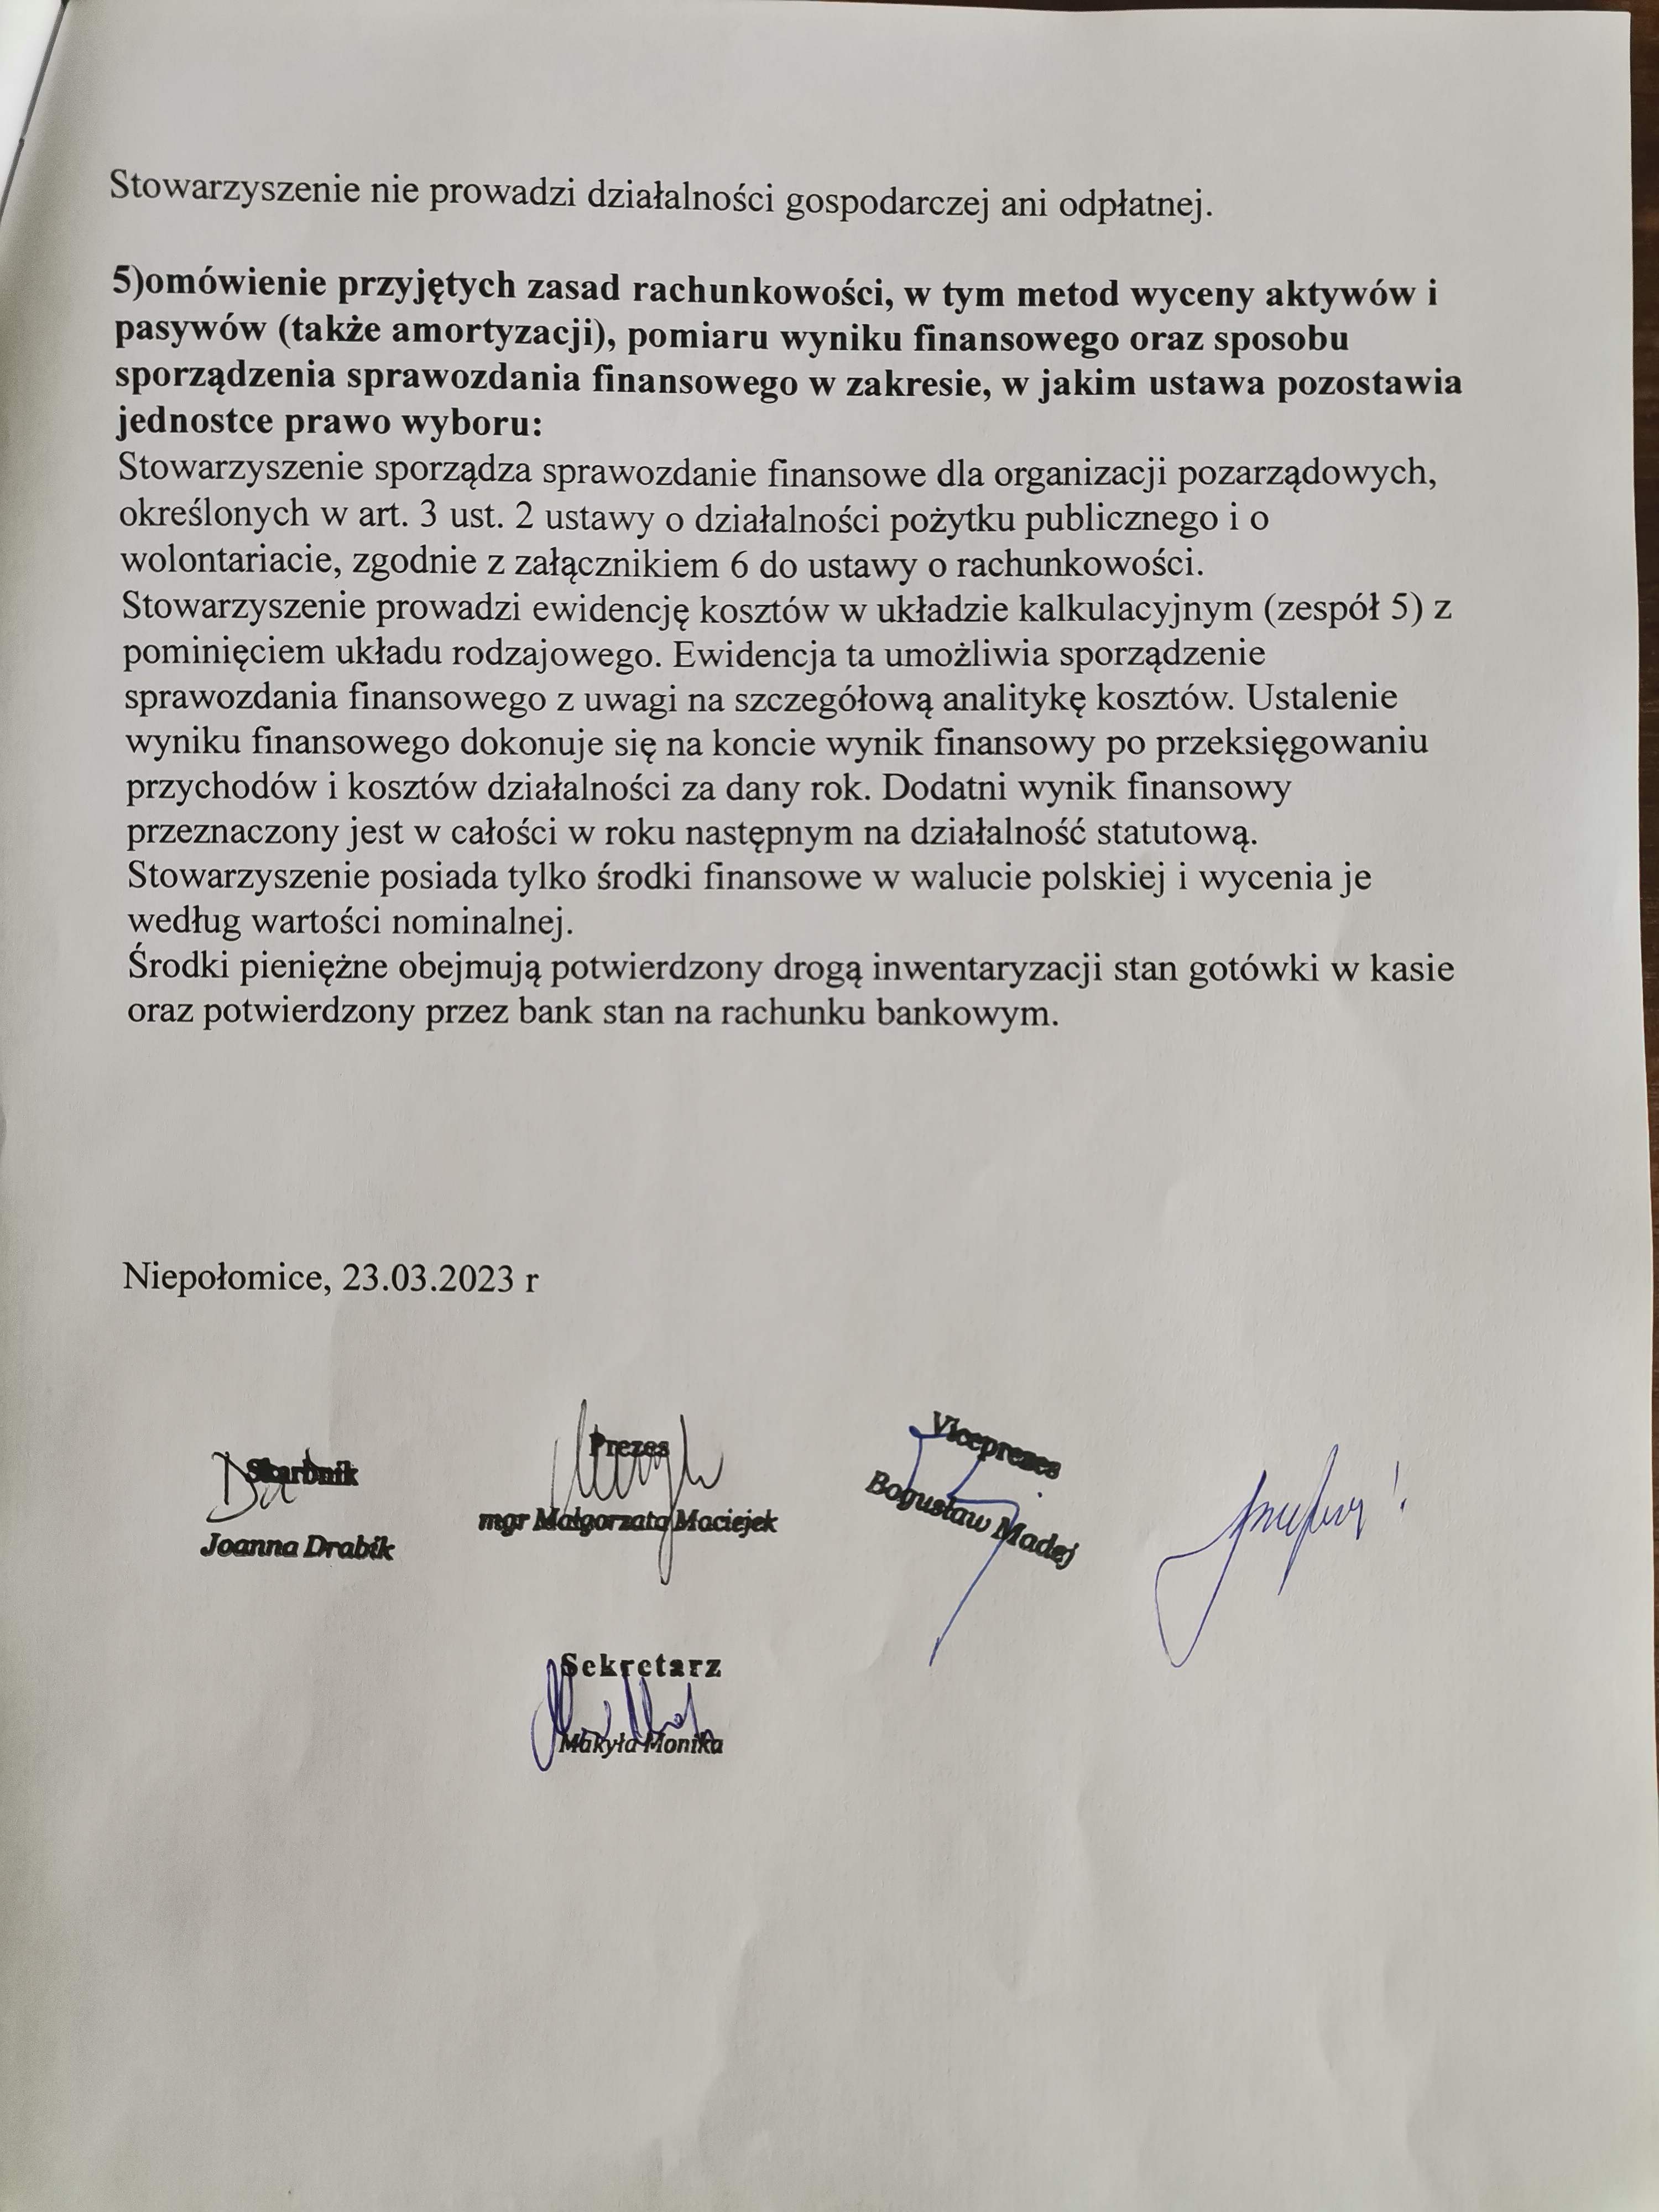 Stowarzyszenie nie prowadzi działalności gospodarczej ani odpłatnej.
5)omówienie przyjętych zasad rachunkowości, w tym metod wyceny aktywów i
pasywów (także amortyzacji), pomiaru wyniku finansowego oraz sposobu
sporządzenia sprawozdania finansowego w zakresie, w jakim ustawa pozostawia
jednostce prawo wyboru:
Stowarzyszenie sporządza sprawozdanie finansowe dla organizacji pozarządowych,
określonych w art. 3 ust. 2 ustawy o działalności pożytku publicznego i o
wolontariacie, zgodnie z załącznikiem 6 do ustawy o rachunkowości.
Stowarzyszenie prowadzi ewidencję kosztów w układzie kalkulacyjnym (zespół 5) z
pominięciem układu rodzajowego. Ewidencja ta umożliwia sporządzenie
sprawozdania finansowego z uwagi na szczegółową analitykę kosztów. Ustalenie
wyniku finansowego dokonuje się na koncie wynik finansowy po przeksięgowaniu
przychodów i kosztów działalności za dany rok. Dodatni wynik finansowy
przeznaczony jest w całości w roku następnym na działalność statutową.
Stowarzyszenie posiada tylko środki finansowe w walucie polskiej i wycenia je
według wartości nominalnej.
Środki pieniężne obejmują potwierdzony drogą inwentaryzacji stan gotówki w kasie
oraz potwierdzony przez bank stan na rachunku bankowym.
Niepołomice, 23.03.2023 r
Skarbnik
Joanna Drabik
Prezes
mgr Małgorzata Maciejek
Viceprezes
Bogusław Madej
Sekretarz
Makyła Monika